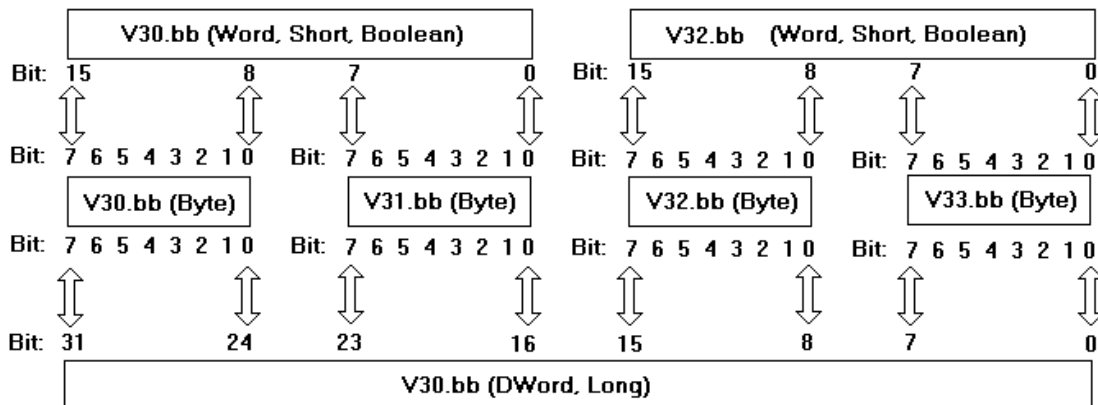 V30.bb (Word, Short, Boolean) V32.bb (Word, Short, Boolean)
Bit: 15 8 7 0 Bit: 15 8 7 0
Bit: 7 6 5 4 3 2 1 0 Bit: 7 6 5 4 3 2 1 0 Bit: 7 6 5 4 3 2 1 0 Bit: 7 6 5 4 3 2 1 0
V30.bb (Byte) V31.bb (Byte) V32.bb (Byte) V33.bb (Byte)
Bit: 7 6 5 4 3 2 1 0 Bit: 7 6 5 4 3 2 1 0 Bit: 7 6 5 4 3 2 1 0 Bit: 7 6 5 4 3 2 1 0
Bit: 31 24 23 16 15 8 7 0
V30.bb (DWord, Long)